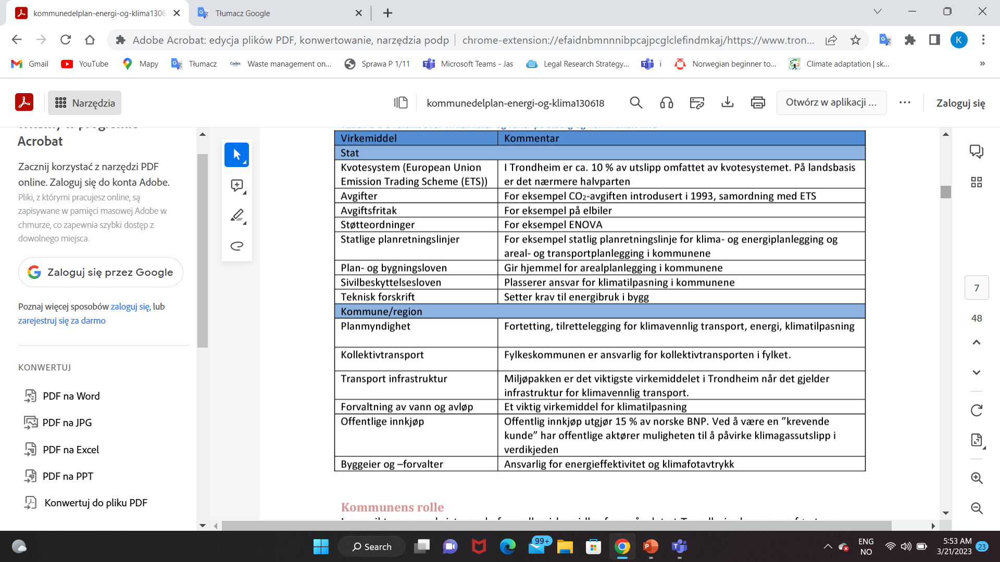 kommunedelplan-energi-og-klima1306
Tłumacz Google
Adobe Acrobat: edycja plików PDF, konwertowanie, narzędzia podp
chrome-extension://efaidnbmnnnibpcajpcglclefindmkaj/https://www.tron...
K
Gmail
YouTube
Mapy
Tłumacz
Codex
Waste management on...
Sprawa P 1/11
Microsoft Teams - Jas
Legal Research Strategy...
i
Norwegian beginner to...
Climate adaptation | sk...
»
Narzędzia
kommunedelplan-energi-og-klima130618
Otwórz w aplikacji ...
Zaloguj się
Acrobat
Zacznij korzystać z narzędzi PDF
online. Zaloguj się do konta Adobe.
Pliki, z którymi pracujesz online, są
zapisywane w pamięci masowej Adobe w
chmurze, co zapewnia szybki dostęp z
dowolnego miejsca.
Zaloguj się przez Google
Poznaj więcej sposobów zaloguj się, lub
zarejestruj się za darmo
KONWERTUJ
PDF na Word
PDF na JPG
PDF na Excel
PDF na PPT
Konwertuj do pliku PDF
Virkemiddel Kommentar
Stat
Kvotesystem (European Union
Emission Trading Scheme (ETS))
I Trondheim er ca. 10 % av utslipp omfattet av kvotesystemet. På landsbasis
er det nærmere halvparten
Avgifter For eksempel CO₂-avgiften introdusert i 1993, samordning med ETS
Avgiftsfritak For eksempel på elbiler
Støtteordninger For eksempel ENOVA
Statlige planretningslinjer For eksempel statlig planretningslinje for klima- og energiplanlegging og
areal- og transportplanlegging i kommunene
Plan- og bygningsloven Gir hjemmel for arealplanlegging i kommunene
Sivilbeskyttelsesloven Plasserer ansvar for klimatilpasning i kommunene
Teknisk forskrift Setter krav til energibruk i bygg
Kommune/region
Planmyndighet Fortetting, tilrettelegging for klimavennlig transport, energi, klimatilpasning
Kollektivtransport Fylkeskommunen er ansvarlig for kollektivtransporten i fylket.
Transport infrastruktur Miljøpakken er det viktigste virkemiddelet i Trondheim når det gjelder
infrastruktur for klimavennlig transport.
Forvaltning av vann og avløp Et viktig virkemiddel for klimatilpasning
Offentlige innkjøp Offentlig innkjøp utgjør 15 % av norske BNP. Ved å være en ”krevende
kunde” har offentlige aktører muligheten til å påvirke klimagassutslipp i
verdikjeden
Byggeier og –forvalter Ansvarlig for energieffektivitet og klimafotavtrykk
Kommunens rolle
7
48
Search
99+
ENG
NO
5:53 AM
3/21/2023
23